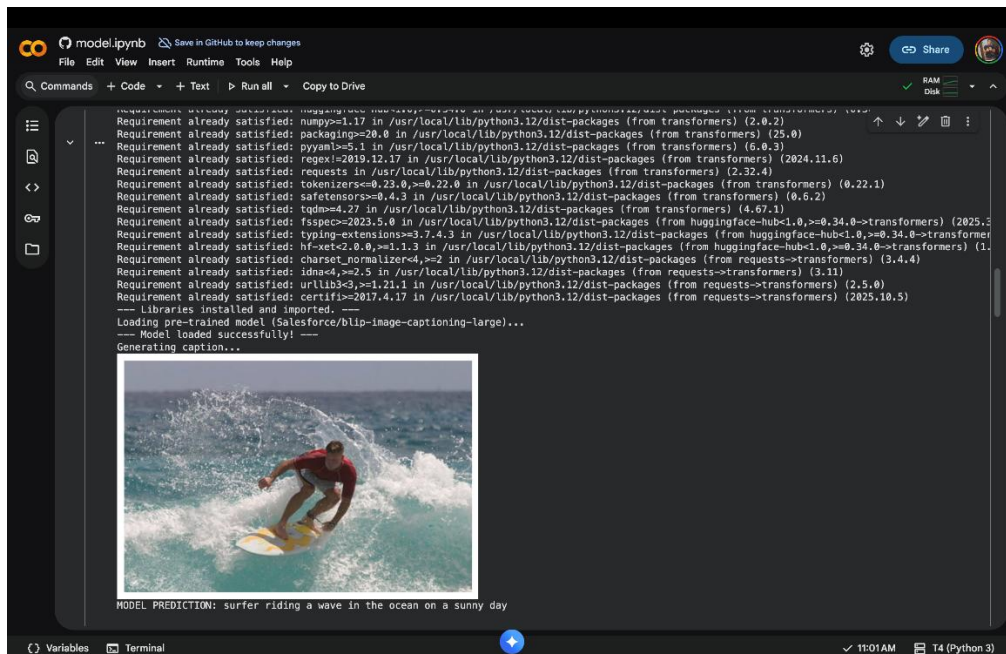 model.ipynb Save in GitHub to keep changes
Share
File Edit View Insert Runtime Tools Help
Commands + Code + Text Run all Copy to Drive
RAM
Disk
Requirement already satisfied: numpy>=1.17 in /usr/local/lib/python3.12/dist-packages (from transformers) (2.0.2)
Requirement already satisfied: packaging>=20.0 in /usr/local/lib/python3.12/dist-packages (from transformers) (25.0)
Requirement already satisfied: pyyaml>=5.1 in /usr/local/lib/python3.12/dist-packages (from transformers) (6.0.3)
Requirement already satisfied: regex!=2019.12.17 in /usr/local/lib/python3.12/dist-packages (from transformers) (2024.11.6)
Requirement already satisfied: requests in /usr/local/lib/python3.12/dist-packages (from transformers) (2.32.4)
Requirement already satisfied: tokenizers<=0.23.0,>=0.22.0 in /usr/local/lib/python3.12/dist-packages (from transformers) (0.22.1)
Requirement already satisfied: safetensors>=0.4.3 in /usr/local/lib/python3.12/dist-packages (from transformers) (0.6.2)
Requirement already satisfied: tqdm>=4.27 in /usr/local/lib/python3.12/dist-packages (from transformers) (4.67.1)
Requirement already satisfied: fsspec>=2023.5.0 in /usr/local/lib/python3.12/dist-packages (from huggingface-hub<1.0,>=0.34.0->transformers) (2025.3
Requirement already satisfied: typing-extensions>=3.7.4.3 in /usr/local/lib/python3.12/dist-packages (from huggingface-hub<1.0,>=0.34.0->transformer
Requirement already satisfied: hf-xet<2.0.0,>=1.1.3 in /usr/local/lib/python3.12/dist-packages (from huggingface-hub<1.0,>=0.34.0->transformers) (1.
Requirement already satisfied: charset_normalizer<4,>=2 in /usr/local/lib/python3.12/dist-packages (from requests->transformers) (3.4.4)
Requirement already satisfied: idna<4,>=2.5 in /usr/local/lib/python3.12/dist-packages (from requests->transformers) (3.11)
Requirement already satisfied: urllib3<3,>=1.21.1 in /usr/local/lib/python3.12/dist-packages (from requests->transformers) (2.5.0)
Requirement already satisfied: certifi>=2017.4.17 in /usr/local/lib/python3.12/dist-packages (from requests->transformers) (2025.10.5)
--- Libraries installed and imported. ---
Loading pre-trained model (Salesforce/blip-image-captioning-large)...
--- Model loaded successfully! ---
Generating caption...
MODEL PREDICTION: surfer riding a wave in the ocean on a sunny day
Variables Terminal 11:01 AM T4 (Python 3)